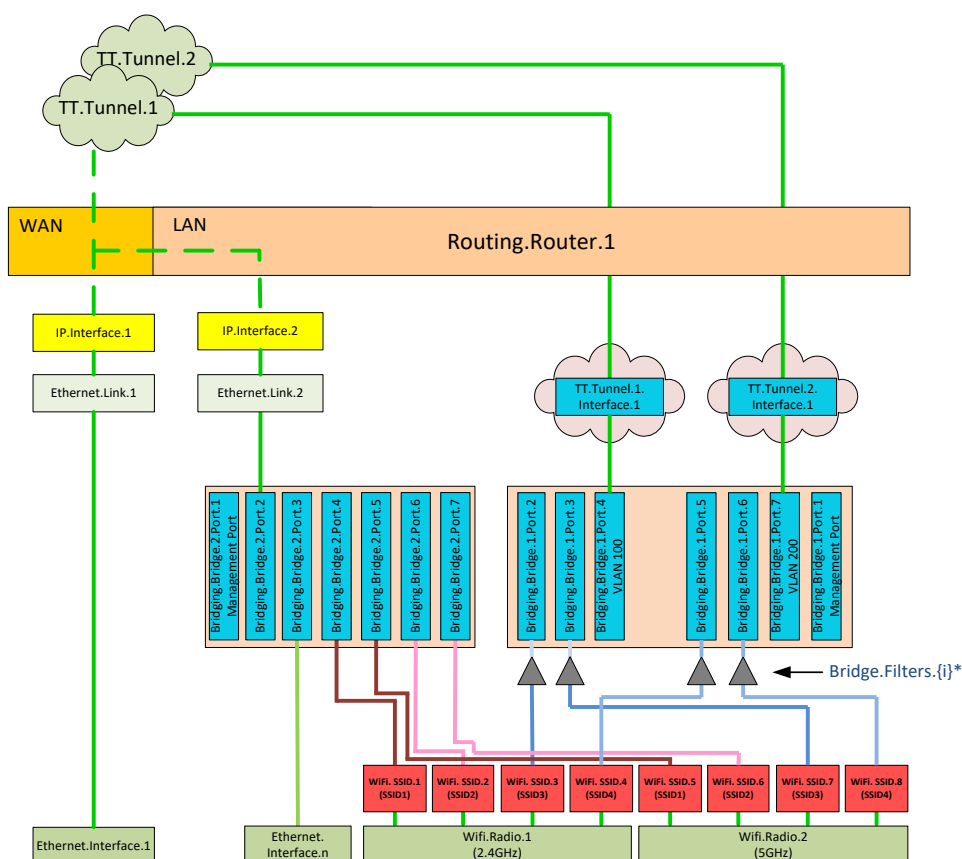 TT.Tunnel.2
TT.Tunnel.1
WAN
LAN
Routing.Router.1
IP.Interface.1
IP.Interface.2
Ethernet.Link.1
Ethernet.Link.2
TT.Tunnel.1.
Interface.1
TT.Tunnel.2.
Interface.1
Bridging.Bridge.2.Port.1
Management Port
Bridging.Bridge.2.Port.2
Bridging.Bridge.2.Port.3
Bridging.Bridge.2.Port.4
Bridging.Bridge.2.Port.5
Bridging.Bridge.2.Port.6
Bridging.Bridge.2.Port.7
Bridging.Bridge.1.Port.2
Bridging.Bridge.1.Port.3
Bridging.Bridge.1.Port.4
VLAN 100
Bridging.Bridge.1.Port.5
Bridging.Bridge.1.Port.6
Bridging.Bridge.1.Port.7
VLAN 200
Bridging.Bridge.1.Port.1
Management Port
Bridge.Filters.{i}*
WiFi. SSID.1
(SSID1)
WiFi. SSID.2
(SSID2)
WiFi. SSID.3
(SSID3)
WiFi. SSID.4
(SSID4)
WiFi. SSID.5
(SSID1)
WiFi. SSID.6
(SSID2)
WiFi. SSID.7
(SSID3)
WiFi. SSID.8
(SSID4)
Ethernet.Interface.1
Ethernet.
Interface.n
Wifi.Radio.1
(2.4GHz)
Wifi.Radio.2
(5GHz)